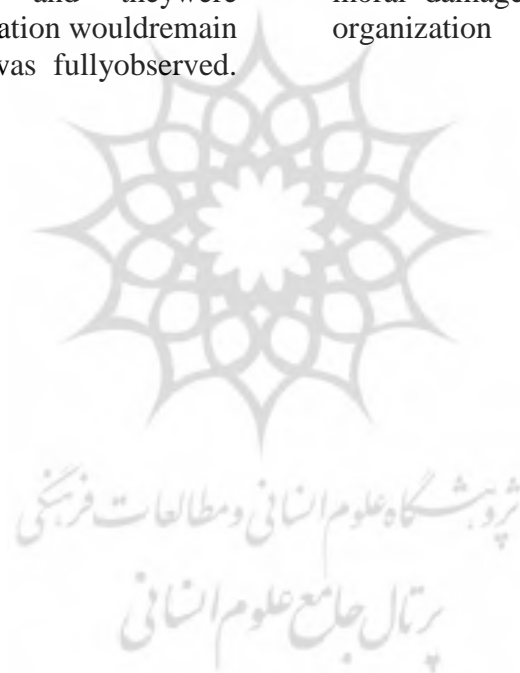 and theywere
ation wouldremain
was fullyobserved.
moral damage
organization
پژوهشگاه علوم انسانی و مطالعات فرهنگی
پرتال جامع علوم انسانی